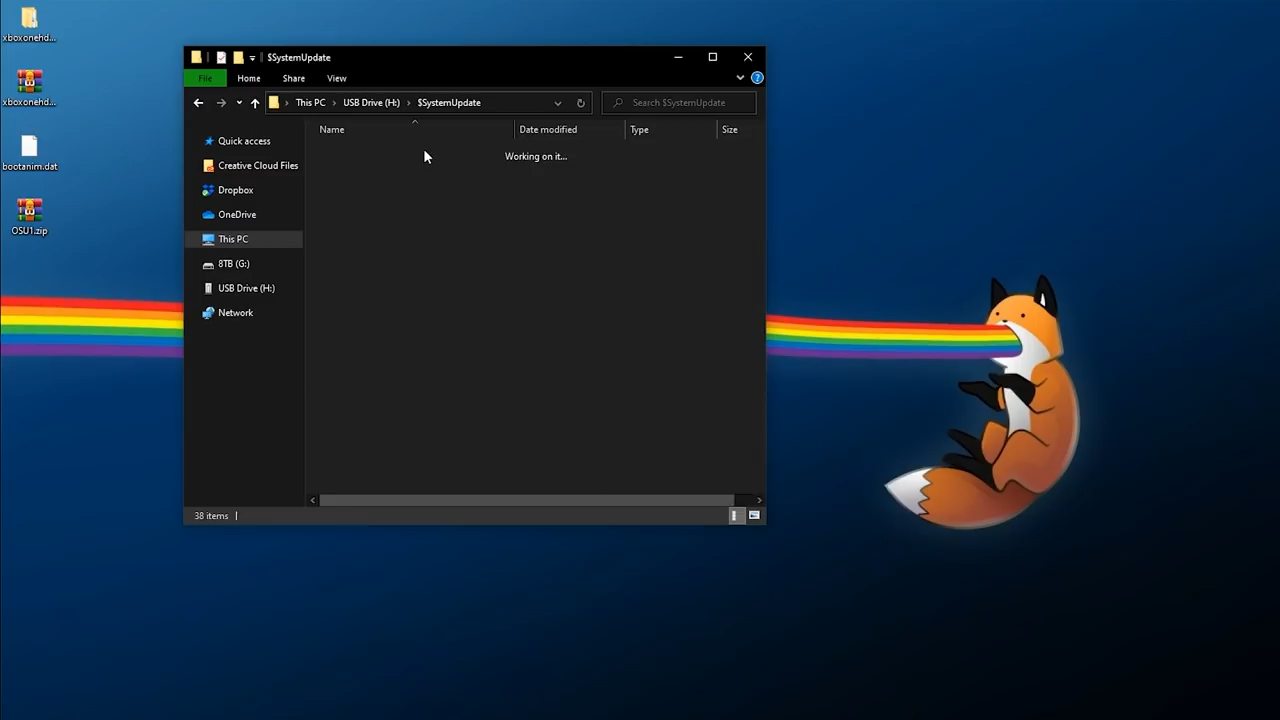 xboxonehd...
xboxonehd...
bootanim.dat
OSU1.zip
$SystemUpdate
File Home Share View
This PC USB Drive (H:) $SystemUpdate
Search $SystemUpdate
Name Date modified Type Size
Working on it...
Quick access
Creative Cloud Files
Dropbox
OneDrive
This PC
8TB (G:)
USB Drive (H:)
Network
38 items